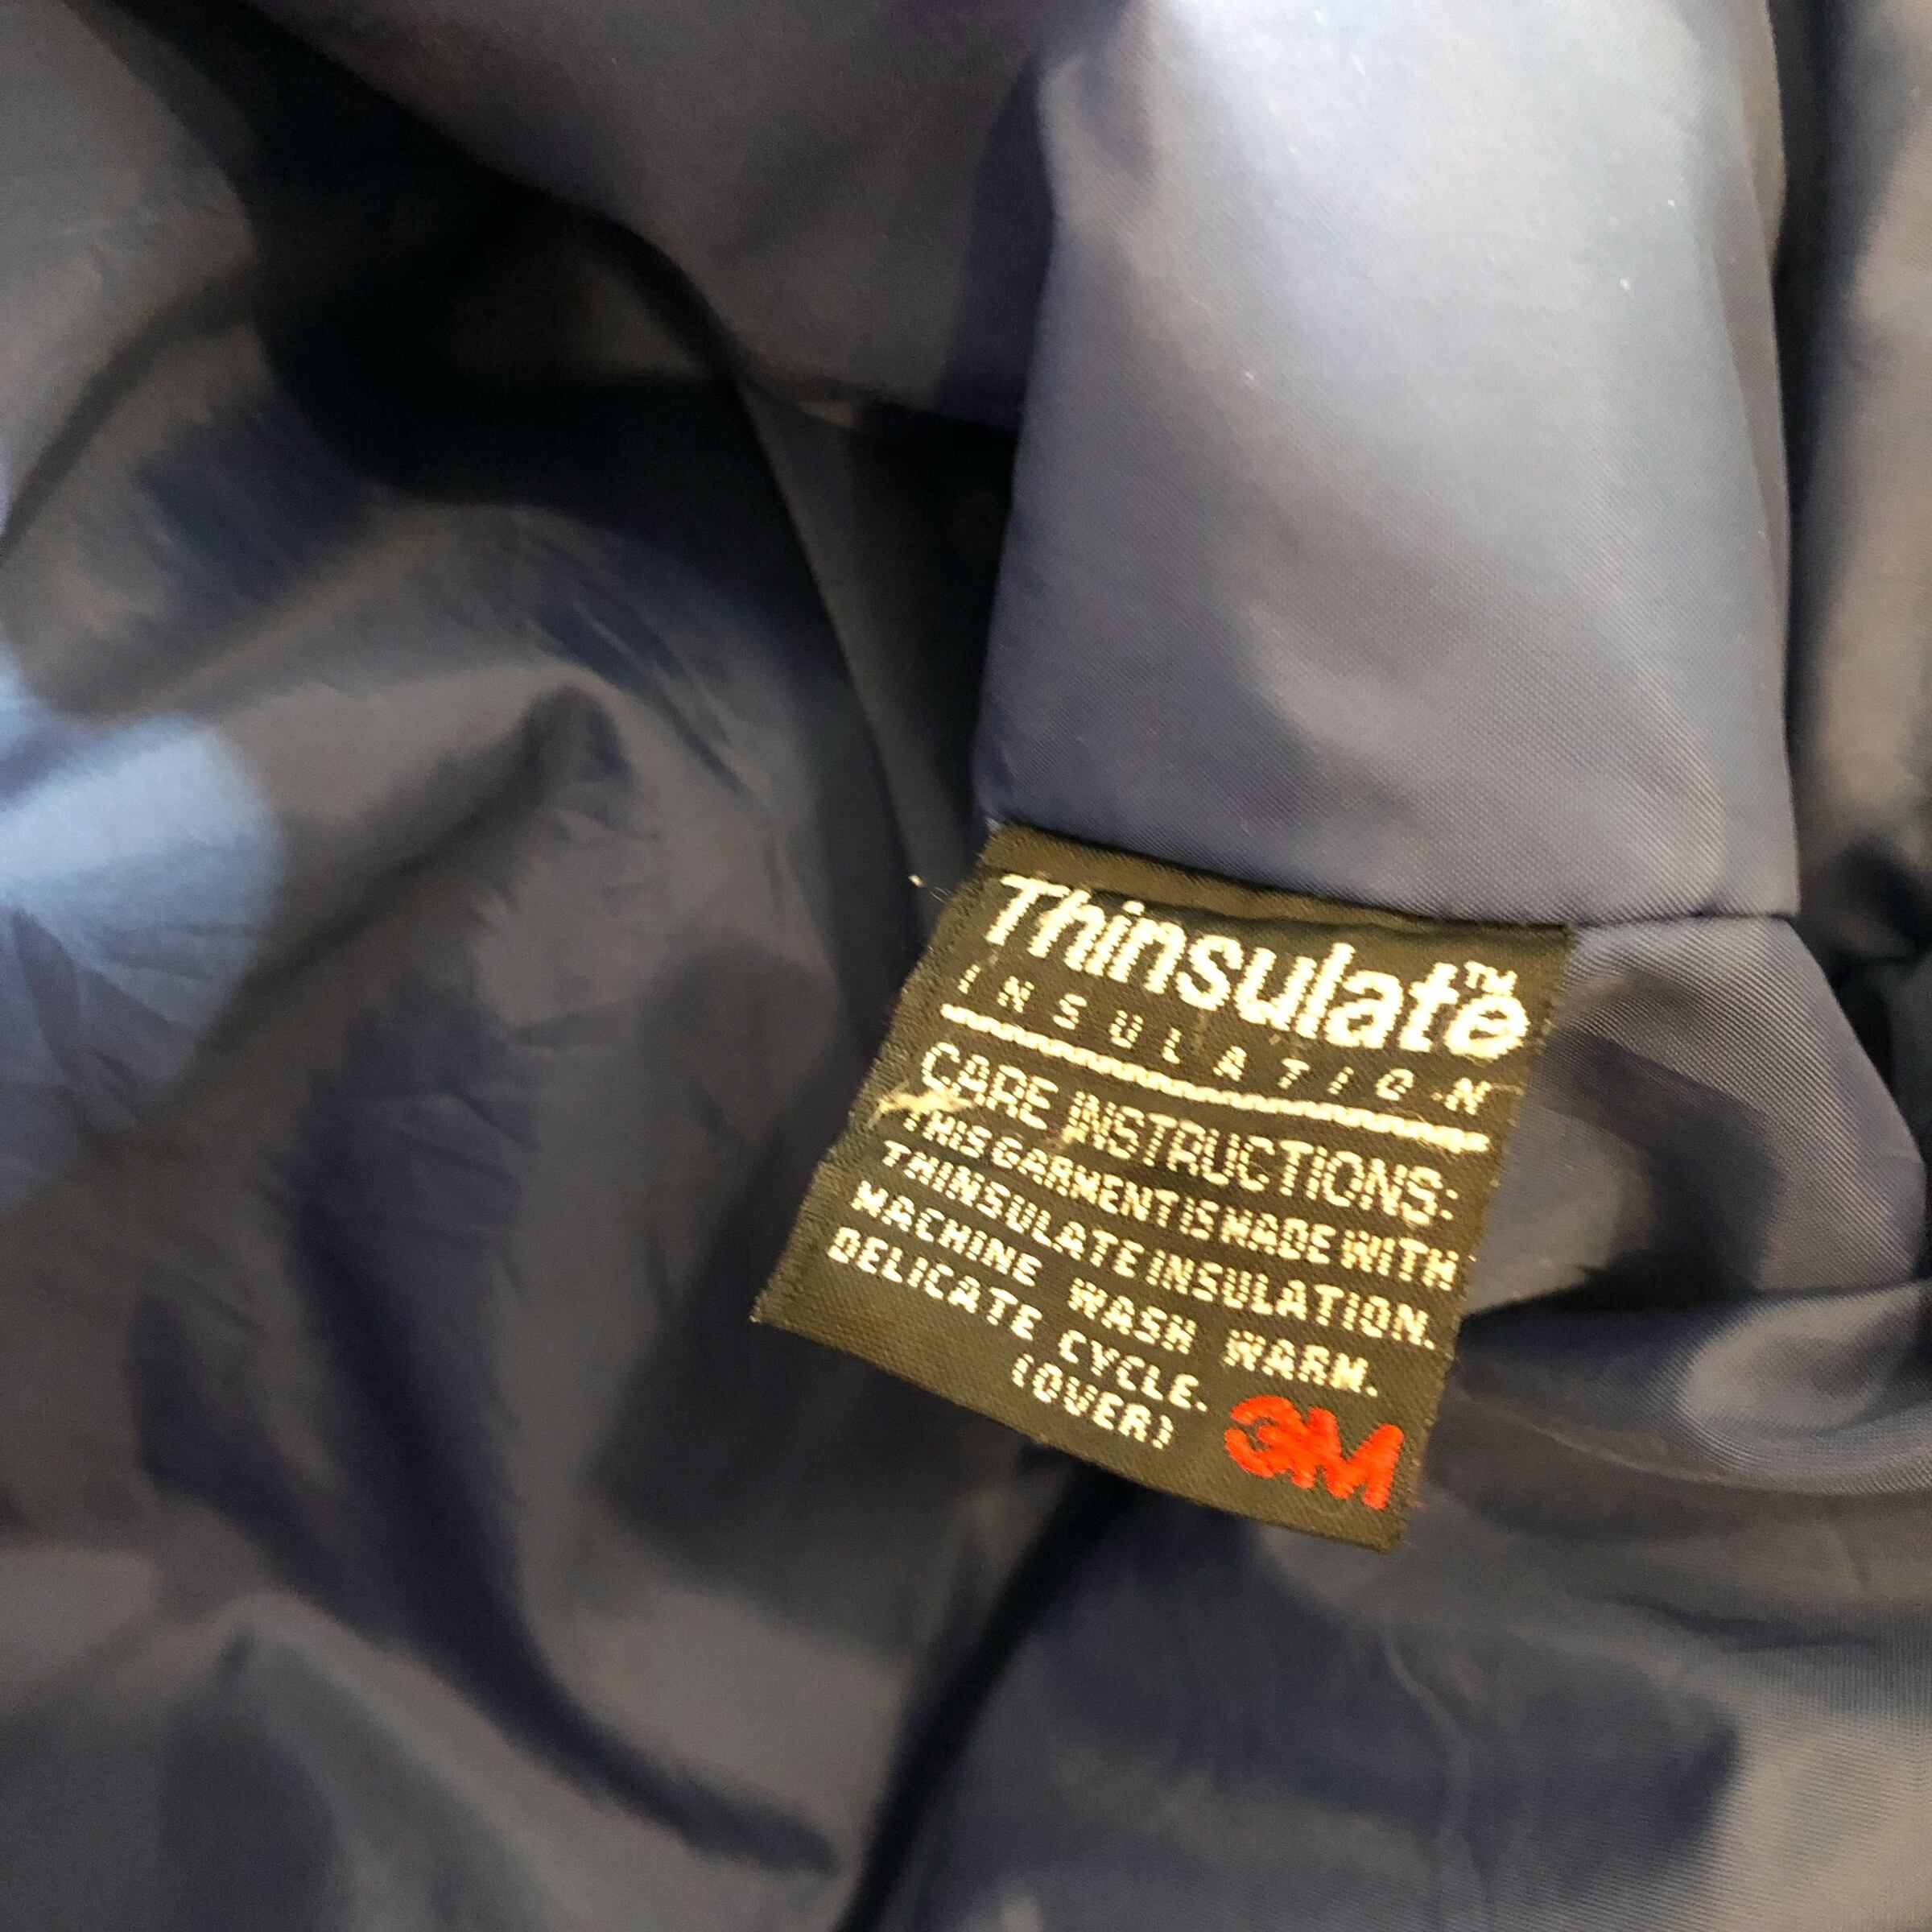 Thinsulate™
INSULATION
CARE INSTRUCTIONS:
THIS GARMENT IS MADE WITH
THINSULATE INSULATION.
MACHINE WASH WARM.
DELICATE CYCLE.
(OVER)
3M